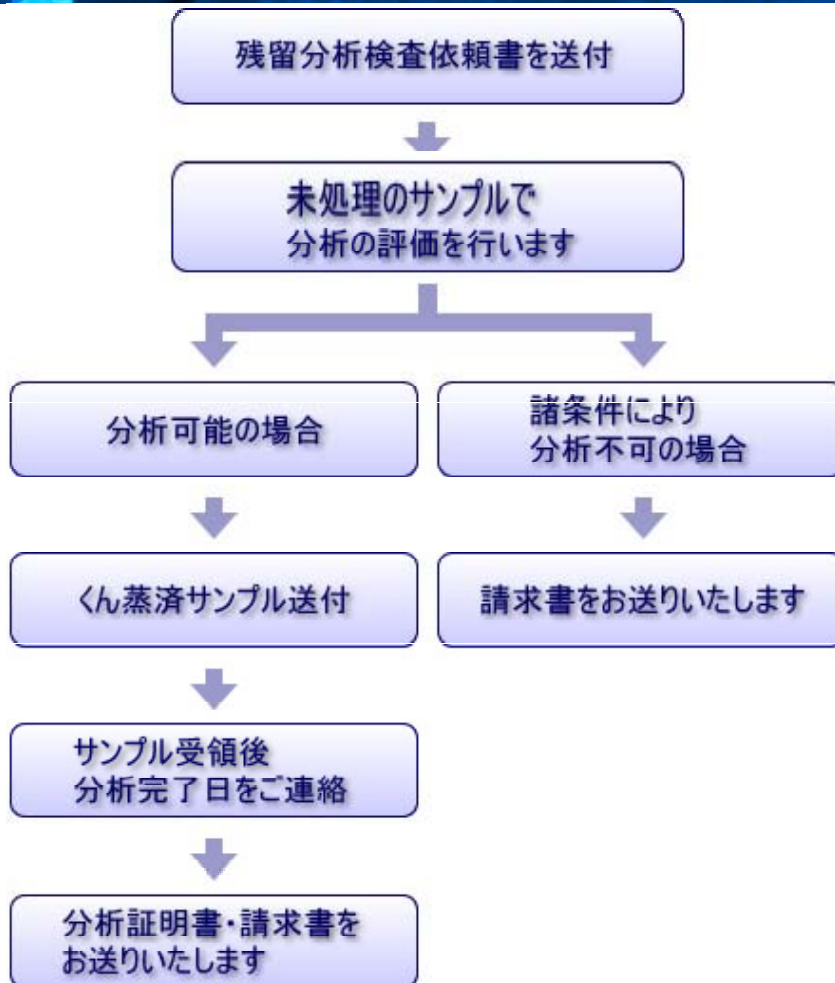 残留分析検査依頼書を送付
未処理のサンプルで
分析の評価を行います
分析可能の場合
諸条件により
分析不可の場合
くん蒸済サンプル送付
請求書をお送りいたします
サンプル受領後
分析完了日をご連絡
分析証明書・請求書を
お送りいたします